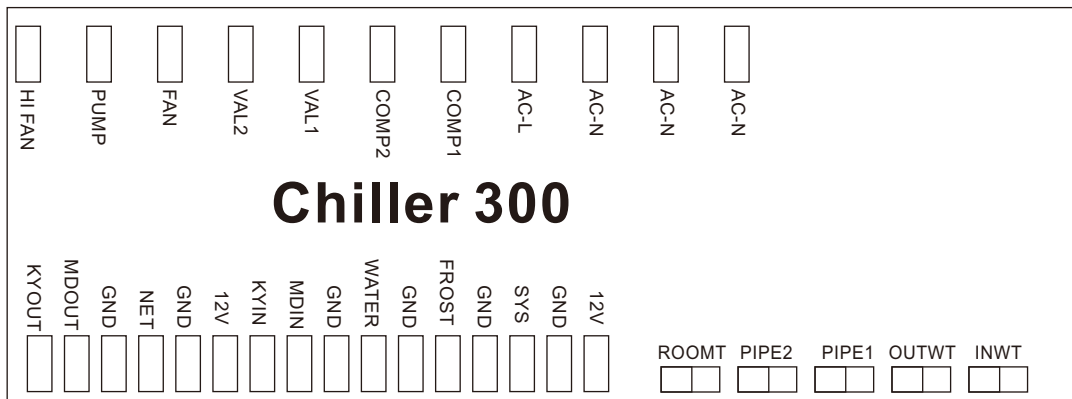 HI FAN PUMP FAN VAL2 VAL1 COMP2 COMP1 AC-L AC-N AC-N AC-N
Chiller 300
KYOUT MDOUT GND NET GND 12V KYIN MDIN GND WATER GND FROST GND SYS GND 12V
ROOMT PIPE2 PIPE1 OUTWT INWT